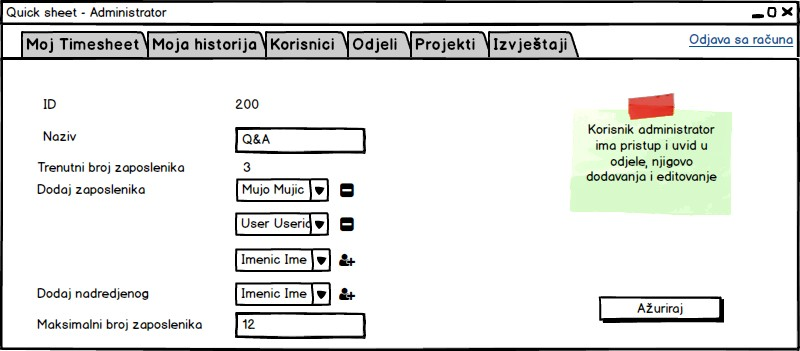 Quick sheet - Administrator
Moj Timesheet Moja historija Korisnici Odjeli Projekti Izvještaji Odjava sa računa
ID 200
Naziv Q&A
Trenutni broj zaposlenika 3
Dodaj zaposlenika Mujo Mujic
User Useric
Imenic Ime
Dodaj nadredjenog Imenic Ime
Maksimalni broj zaposlenika 12
Korisnik administrator
ima pristup i uvid u
odjele, njigovo
dodavanja i editovanje
Ažuriraj